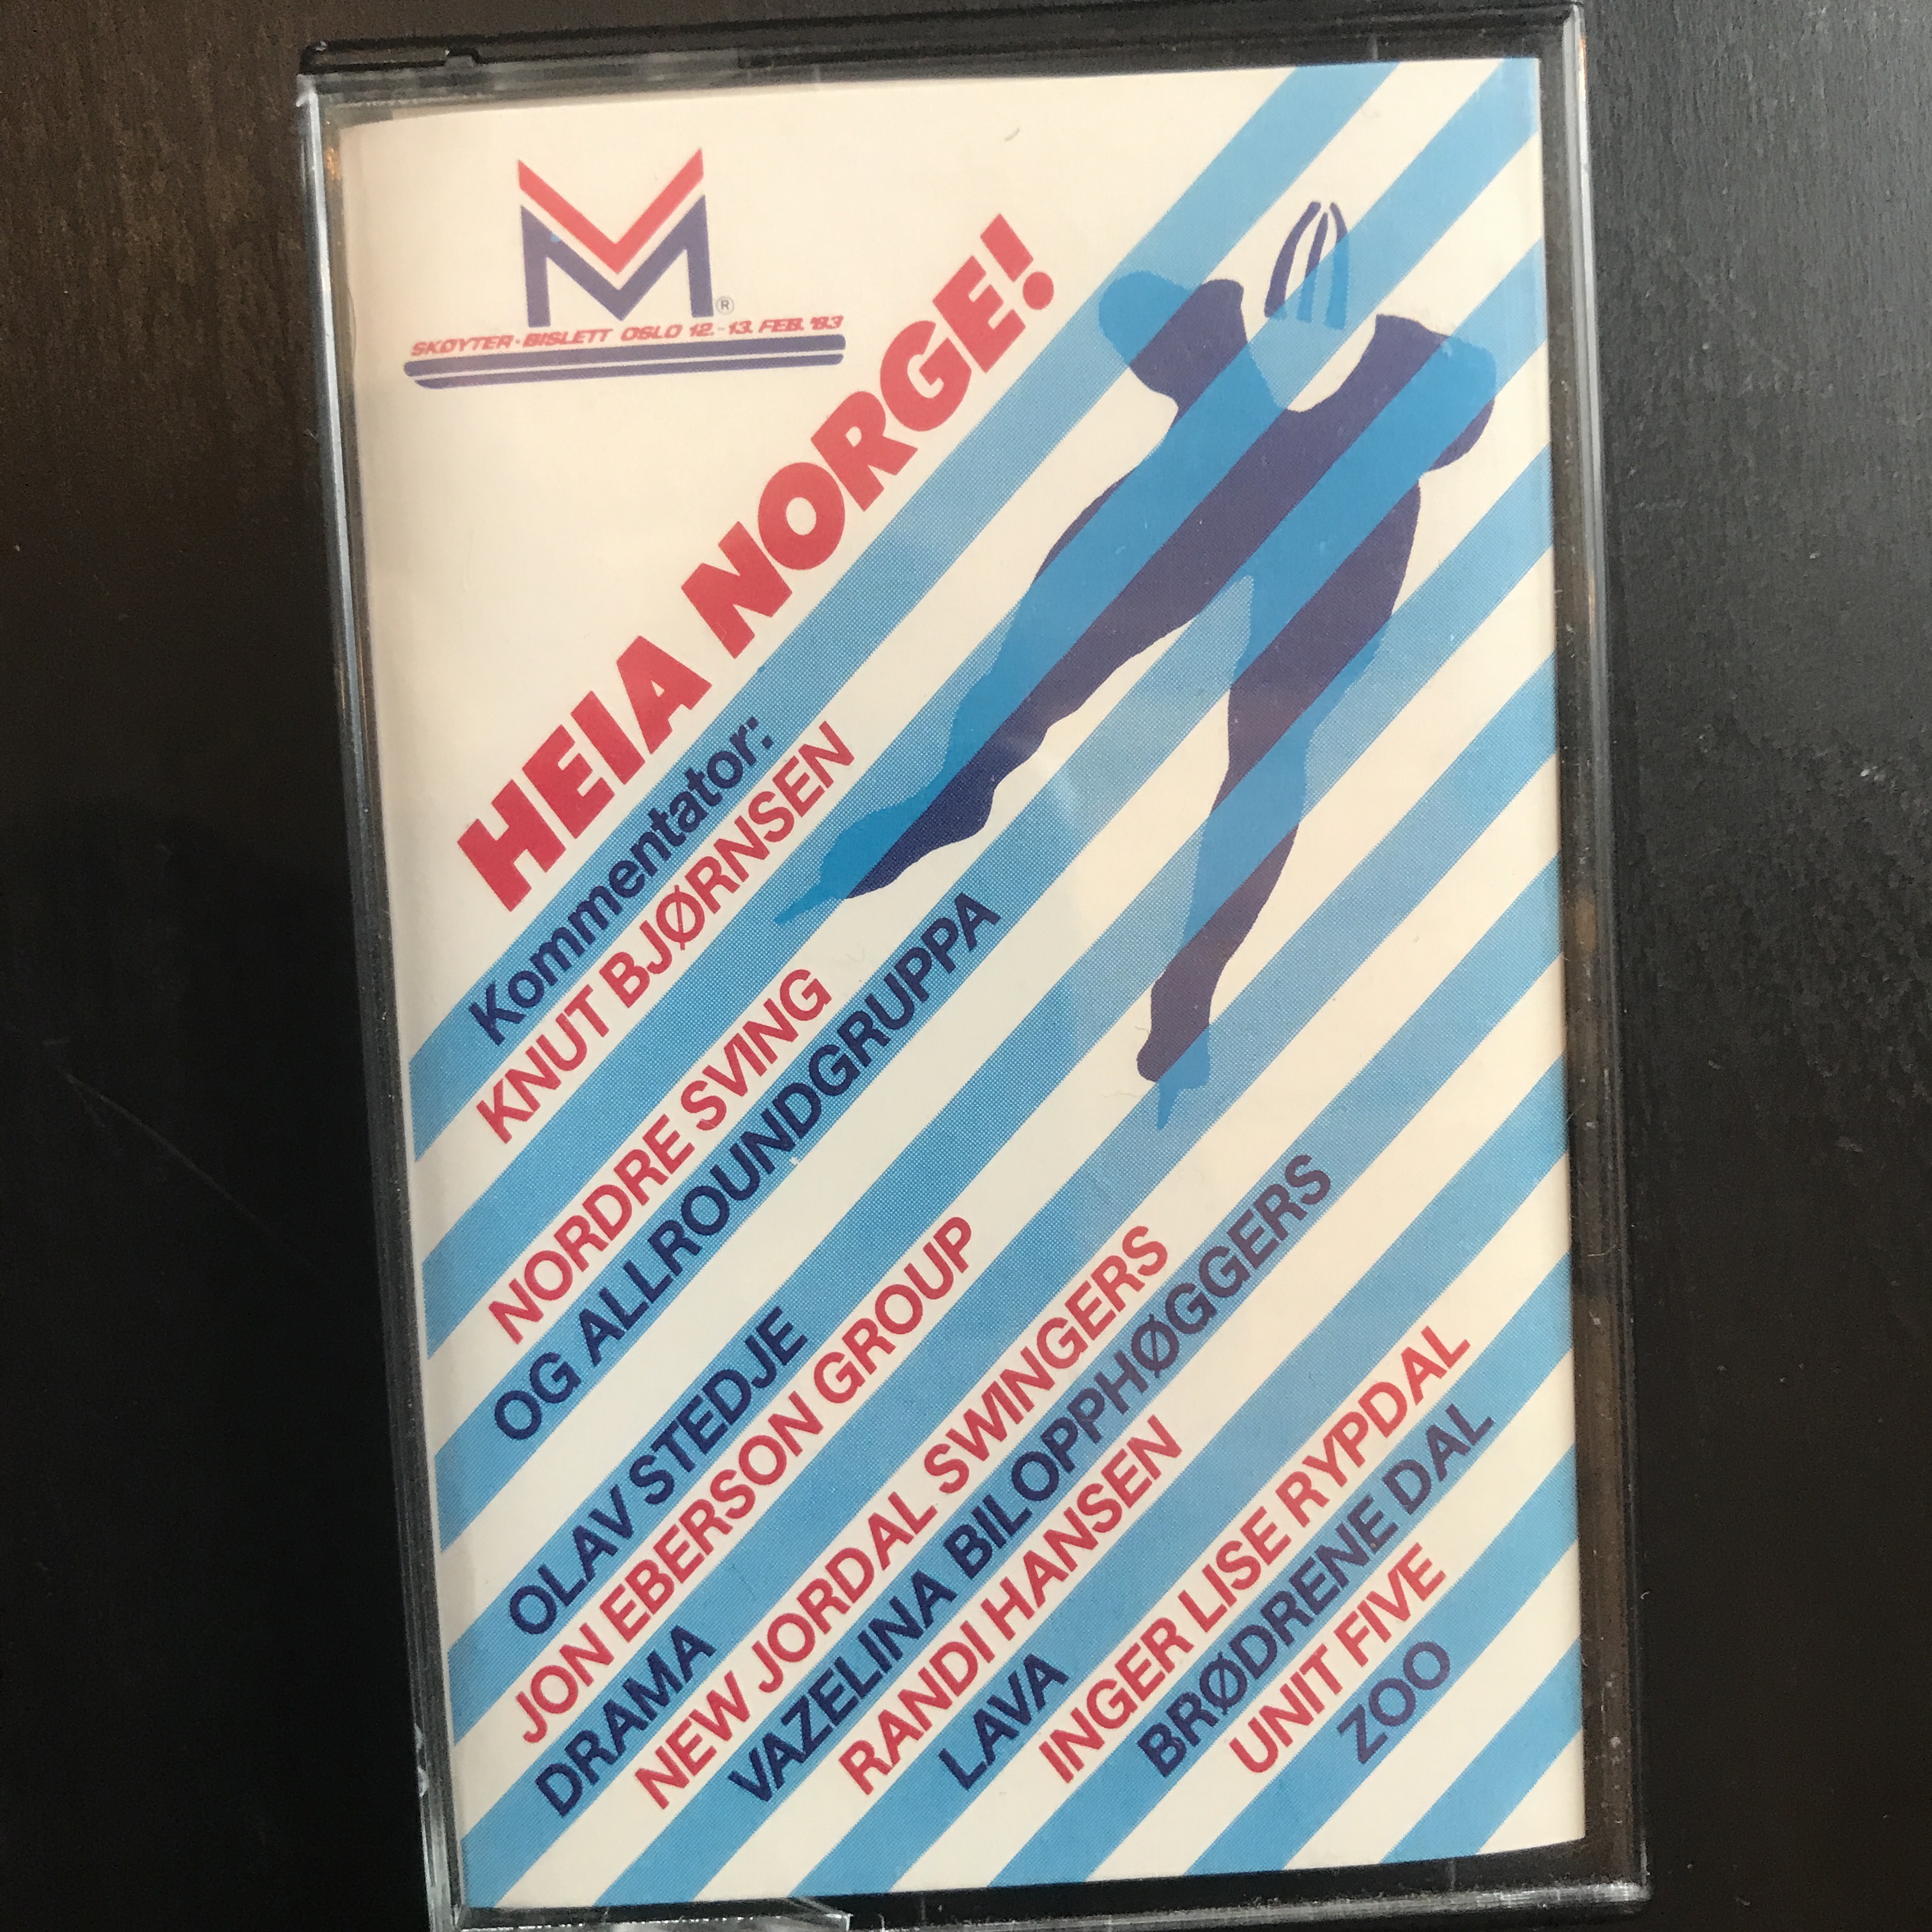 VM®
SKØYTER · BISLETT OSLO 12.-13. FEB. '83
HEIA NORGE!
Kommentator:
KNUT BJØRNSEN
NORDRE SVING
OG ALLROUNDGRUPPA
OLAV STEDJE
JON EBERSON GROUP
DRAMA
NEW JORDAL SWINGERS
VAZELINA BILOPPHØGGERS
RANDI HANSEN
LAVA
INGER LISE RYPDAL
BRØDRENE DAL
UNIT FIVE
ZOO